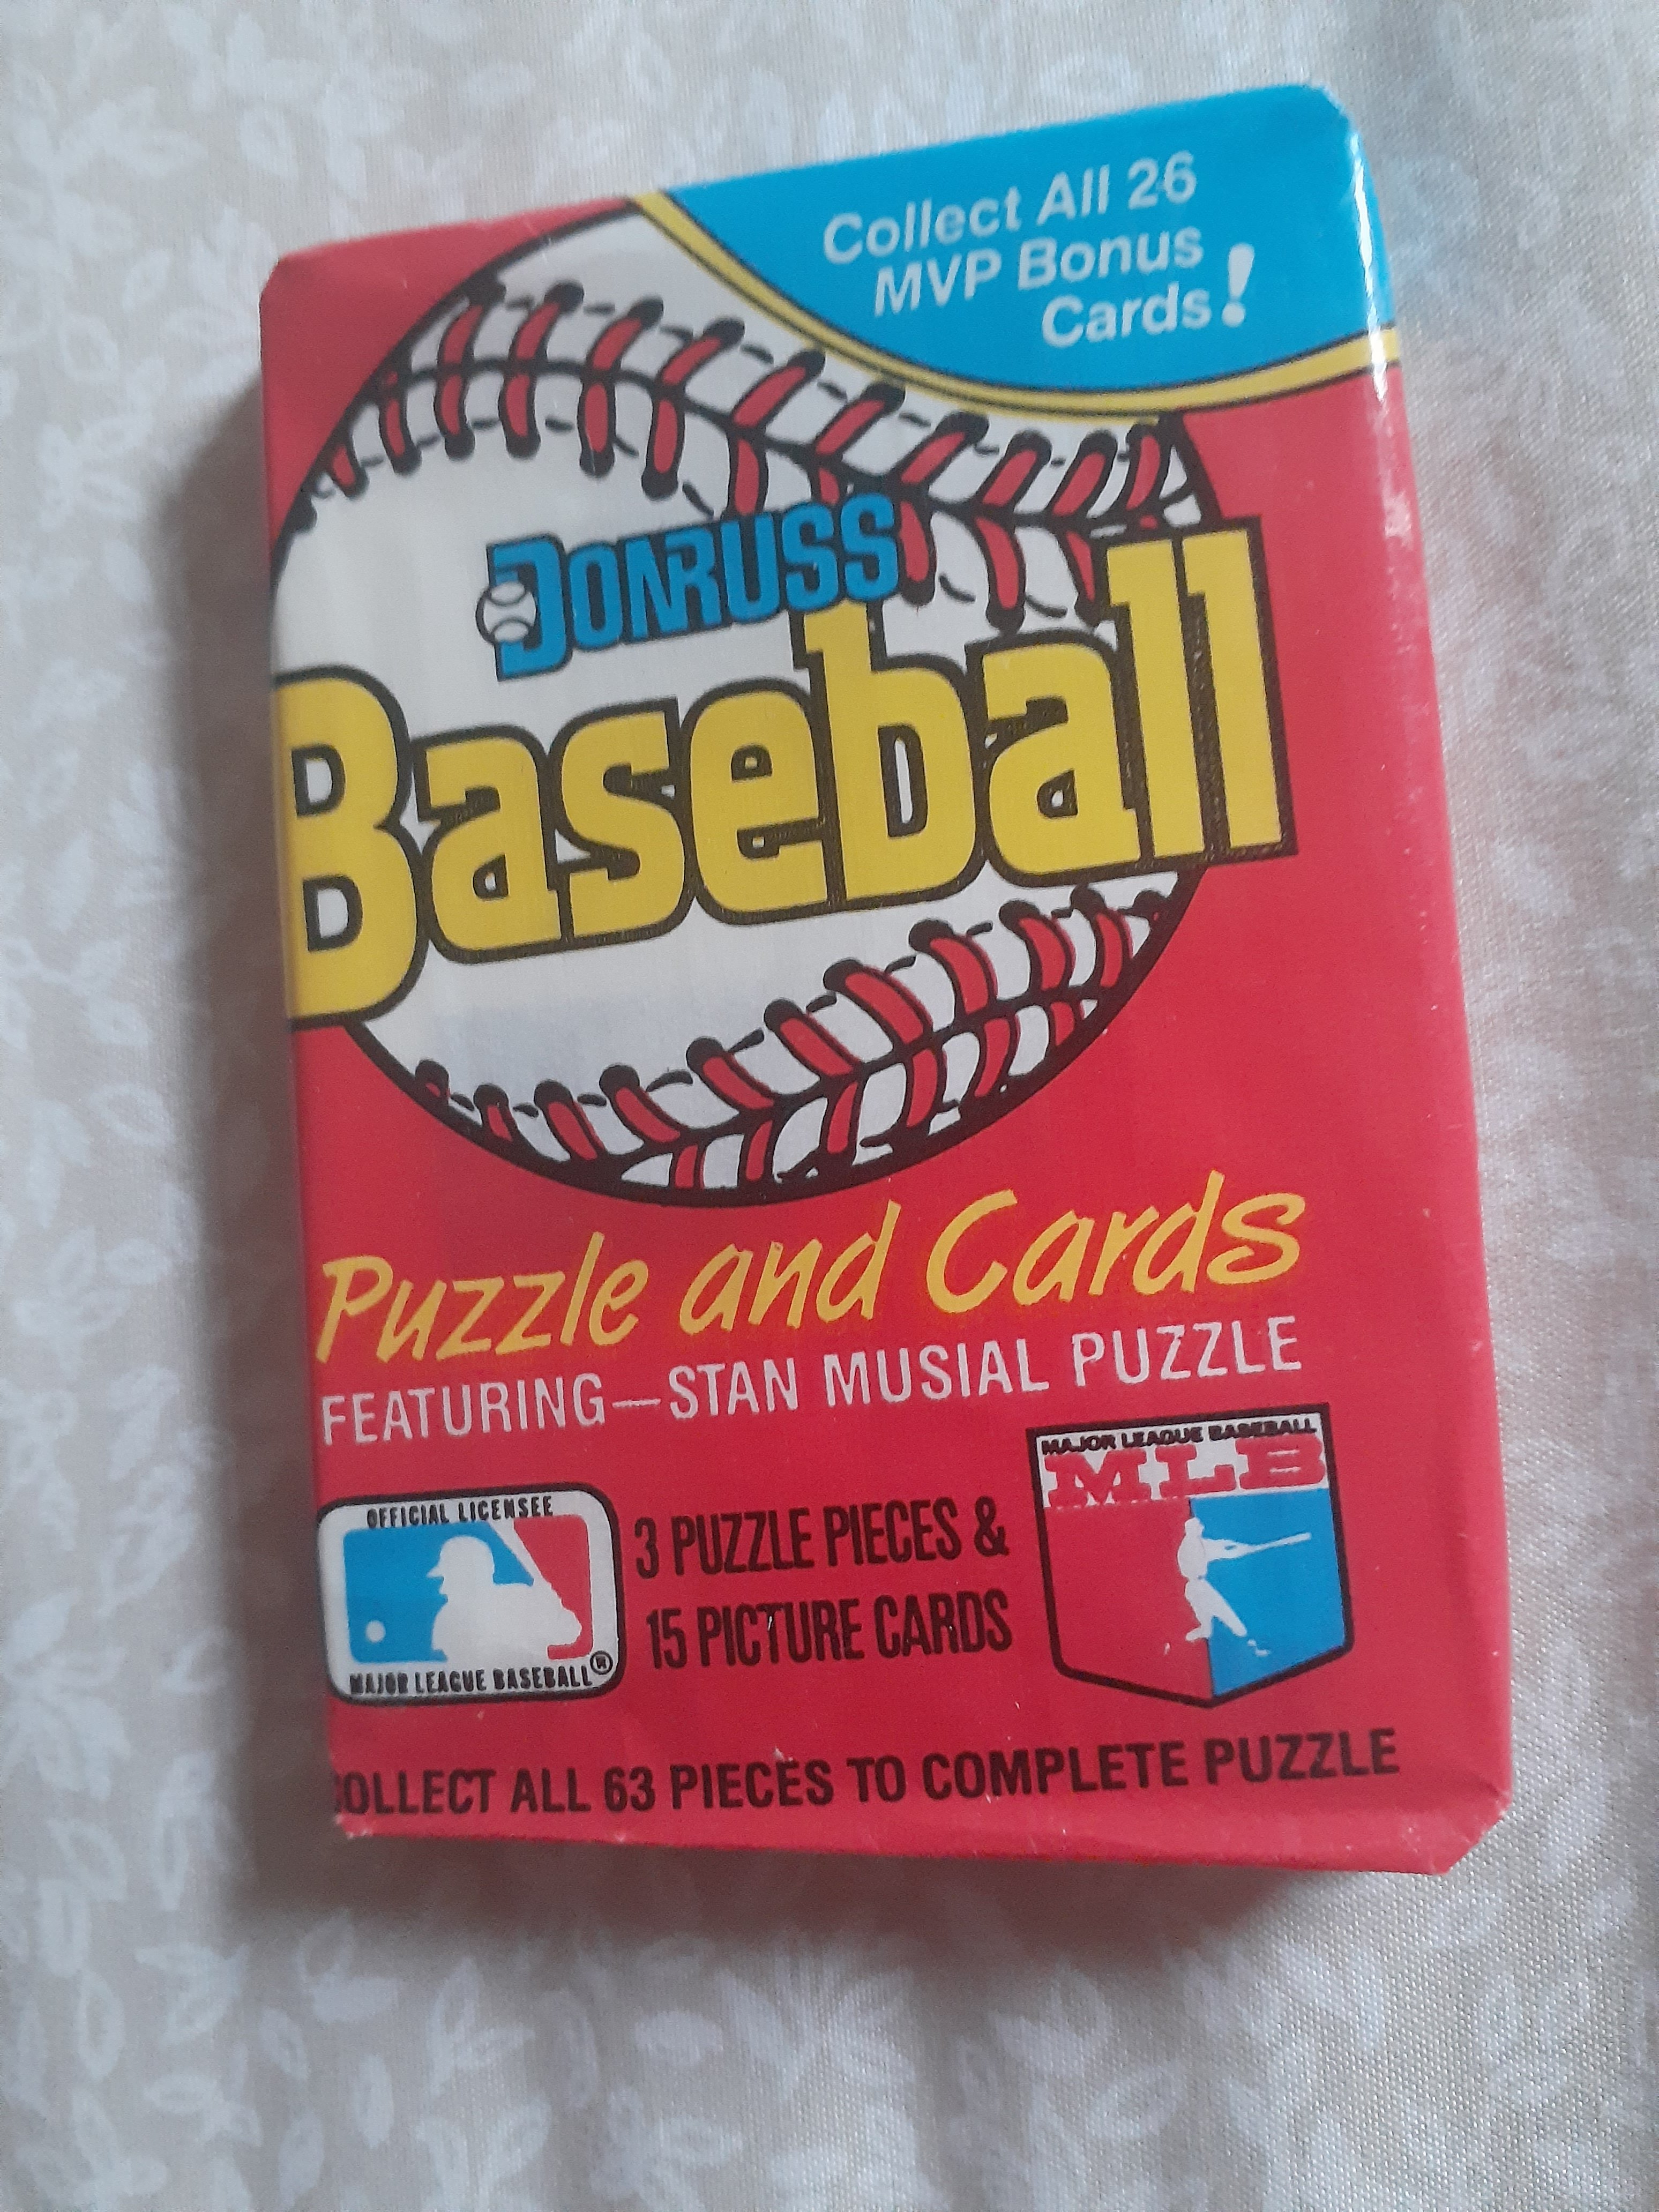 Collect All 26
MVP Bonus
Cards!
DONRUSS
Baseball
Puzzle and Cards
FEATURING—STAN MUSIAL PUZZLE
OFFICIAL LICENSEE
MAJOR LEAGUE BASEBALL®
3 PUZZLE PIECES &
15 PICTURE CARDS
MAJOR LEAGUE BASEBALL
MLB
COLLECT ALL 63 PIECES TO COMPLETE PUZZLE